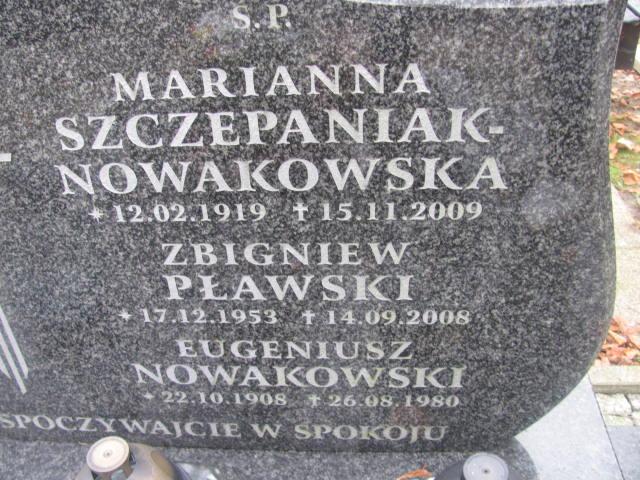 Ś.P.
MARIANNA
SZCZEPANIAK-
NOWAKOWSKA
* 12.02.1919 † 15.11.2009
ZBIGNIEW
PŁAWSKI
* 17.12.1953 † 14.09.2008
EUGENIUSZ
NOWAKOWSKI
* 22.10.1908 † 26.08.1980
SPOCZYWAJCIE W SPOKOJU